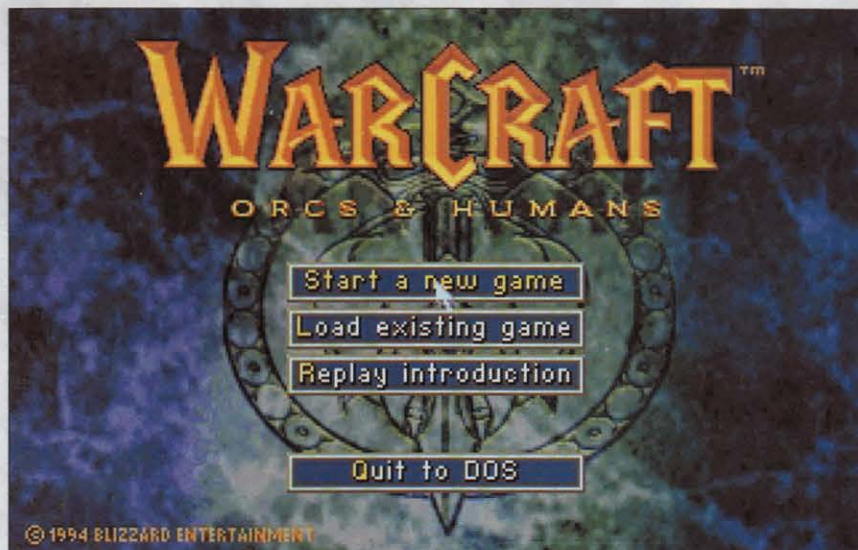 WARCRAFT™
ORCS & HUMANS
Start a new game
Load existing game
Replay introduction
Quit to DOS
© 1994 BLIZZARD ENTERTAINMENT